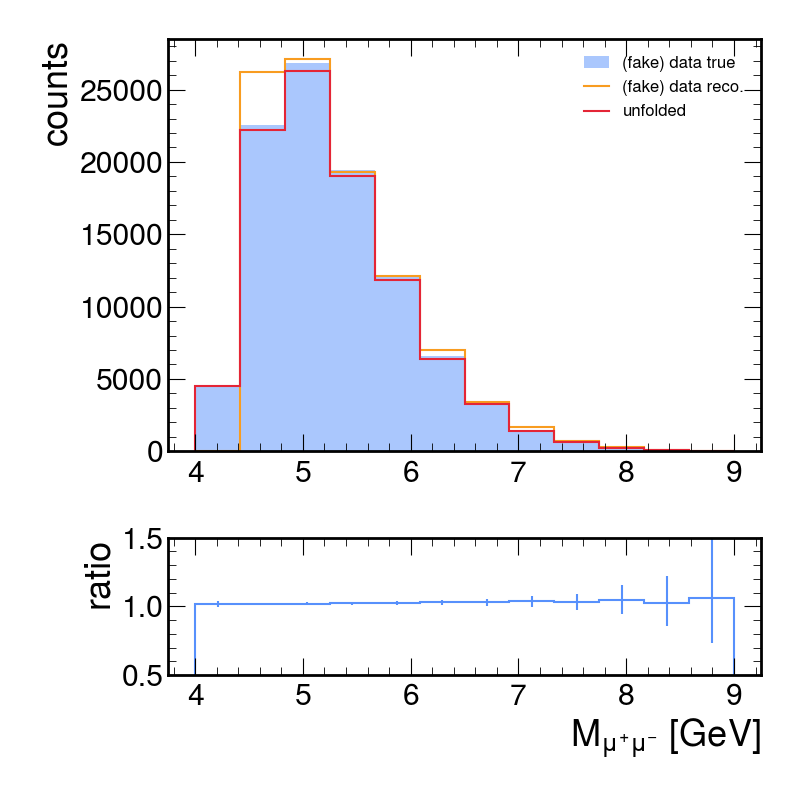 counts
25000
20000
15000
10000
5000
0
(fake) data true
(fake) data reco.
unfolded
4 5 6 7 8 9
ratio
1.5
1.0
0.5
4 5 6 7 8 9
M_{μ⁺μ⁻} [GeV]